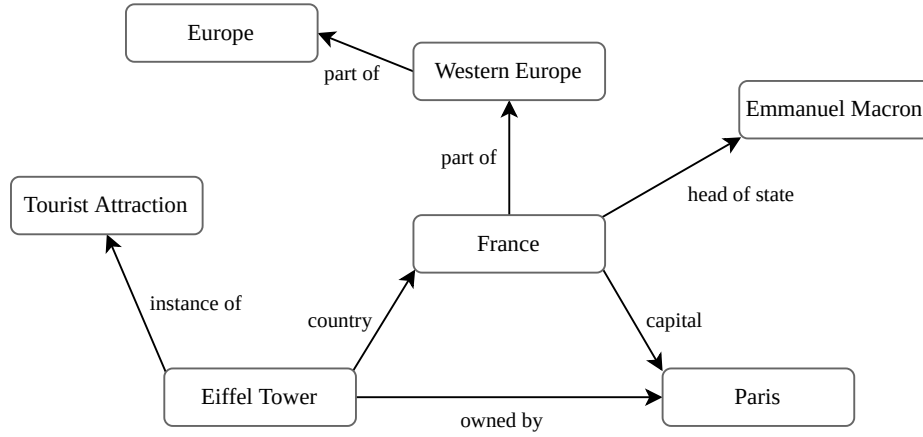 Europe
part of
Western Europe
Emmanuel Macron
part of
head of state
Tourist Attraction
France
instance of
country
capital
Eiffel Tower
owned by
Paris